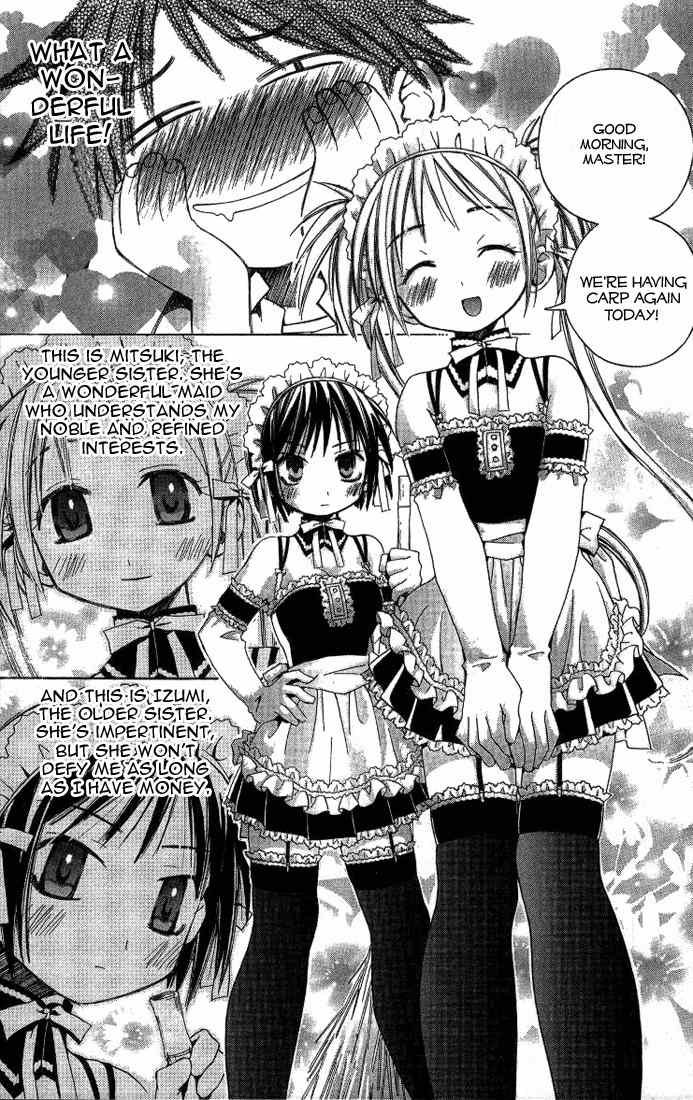 WHAT A
WON-
DERFUL
LIFE!
GOOD
MORNING,
MASTER!
WE'RE HAVING
CARP AGAIN
TODAY!
THIS IS MITSUKI, THE
YOUNGER SISTER. SHE'S
A WONDERFUL MAID
WHO UNDERSTANDS MY
NOBLE AND REFINED
INTERESTS.
AND THIS IS IZUMI,
THE OLDER SISTER.
SHE'S IMPERTINENT,
BUT SHE WON'T
DEFY ME AS LONG
AS I HAVE MONEY.